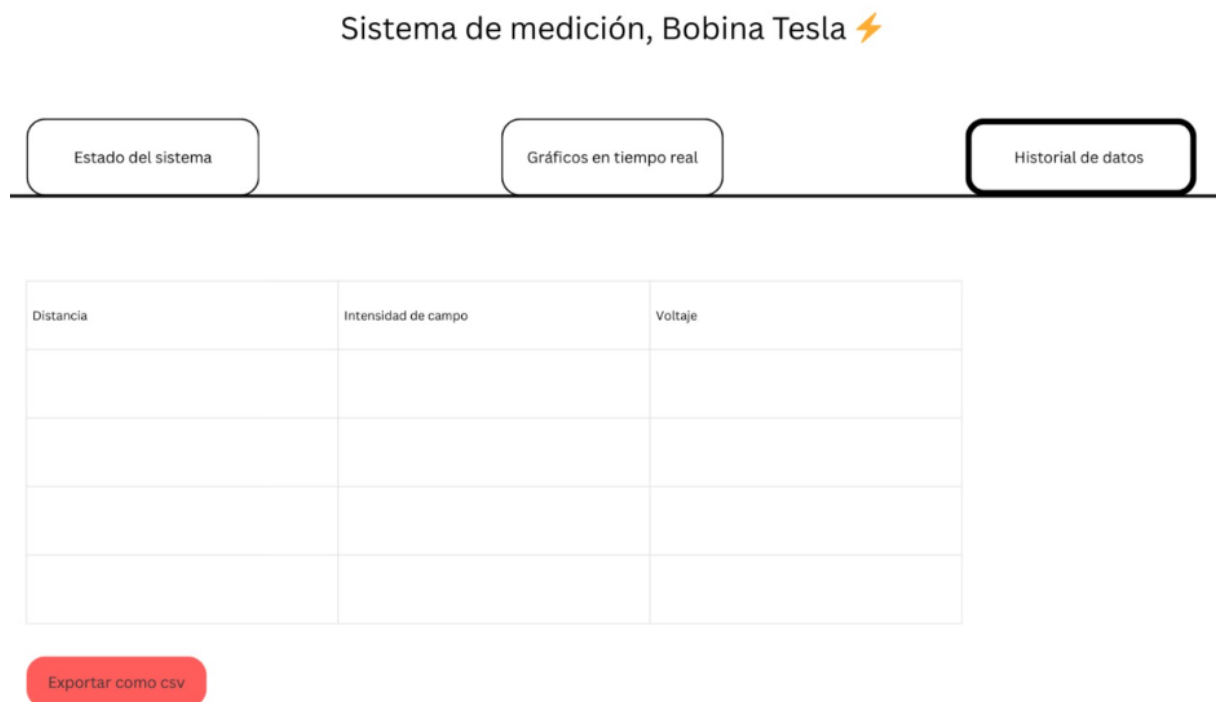 Sistema de medición, Bobina Tesla ⚡
Estado del sistema
Gráficos en tiempo real
Historial de datos
Distancia
Intensidad de campo
Voltaje
Exportar como csv